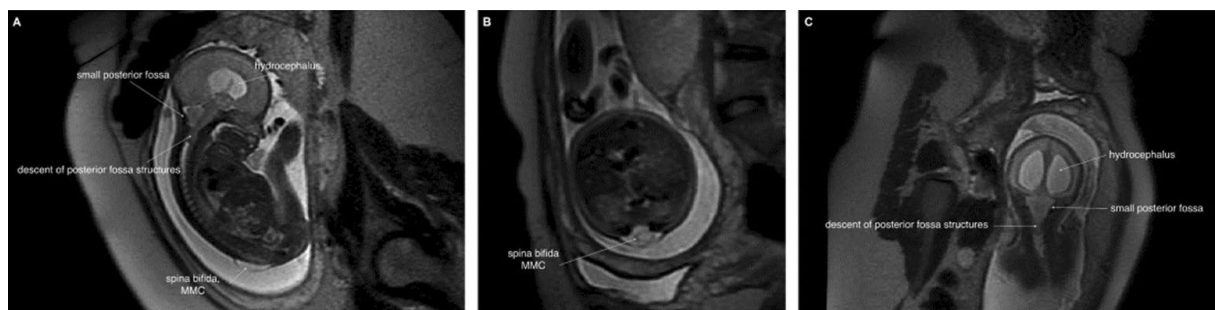 A
hydrocephalus
small posterior fossa
descent of posterior fossa structures
spina bifida,
MMC
B
spina bifida
MMC
C
hydrocephalus
small posterior fossa
descent of posterior fossa structures